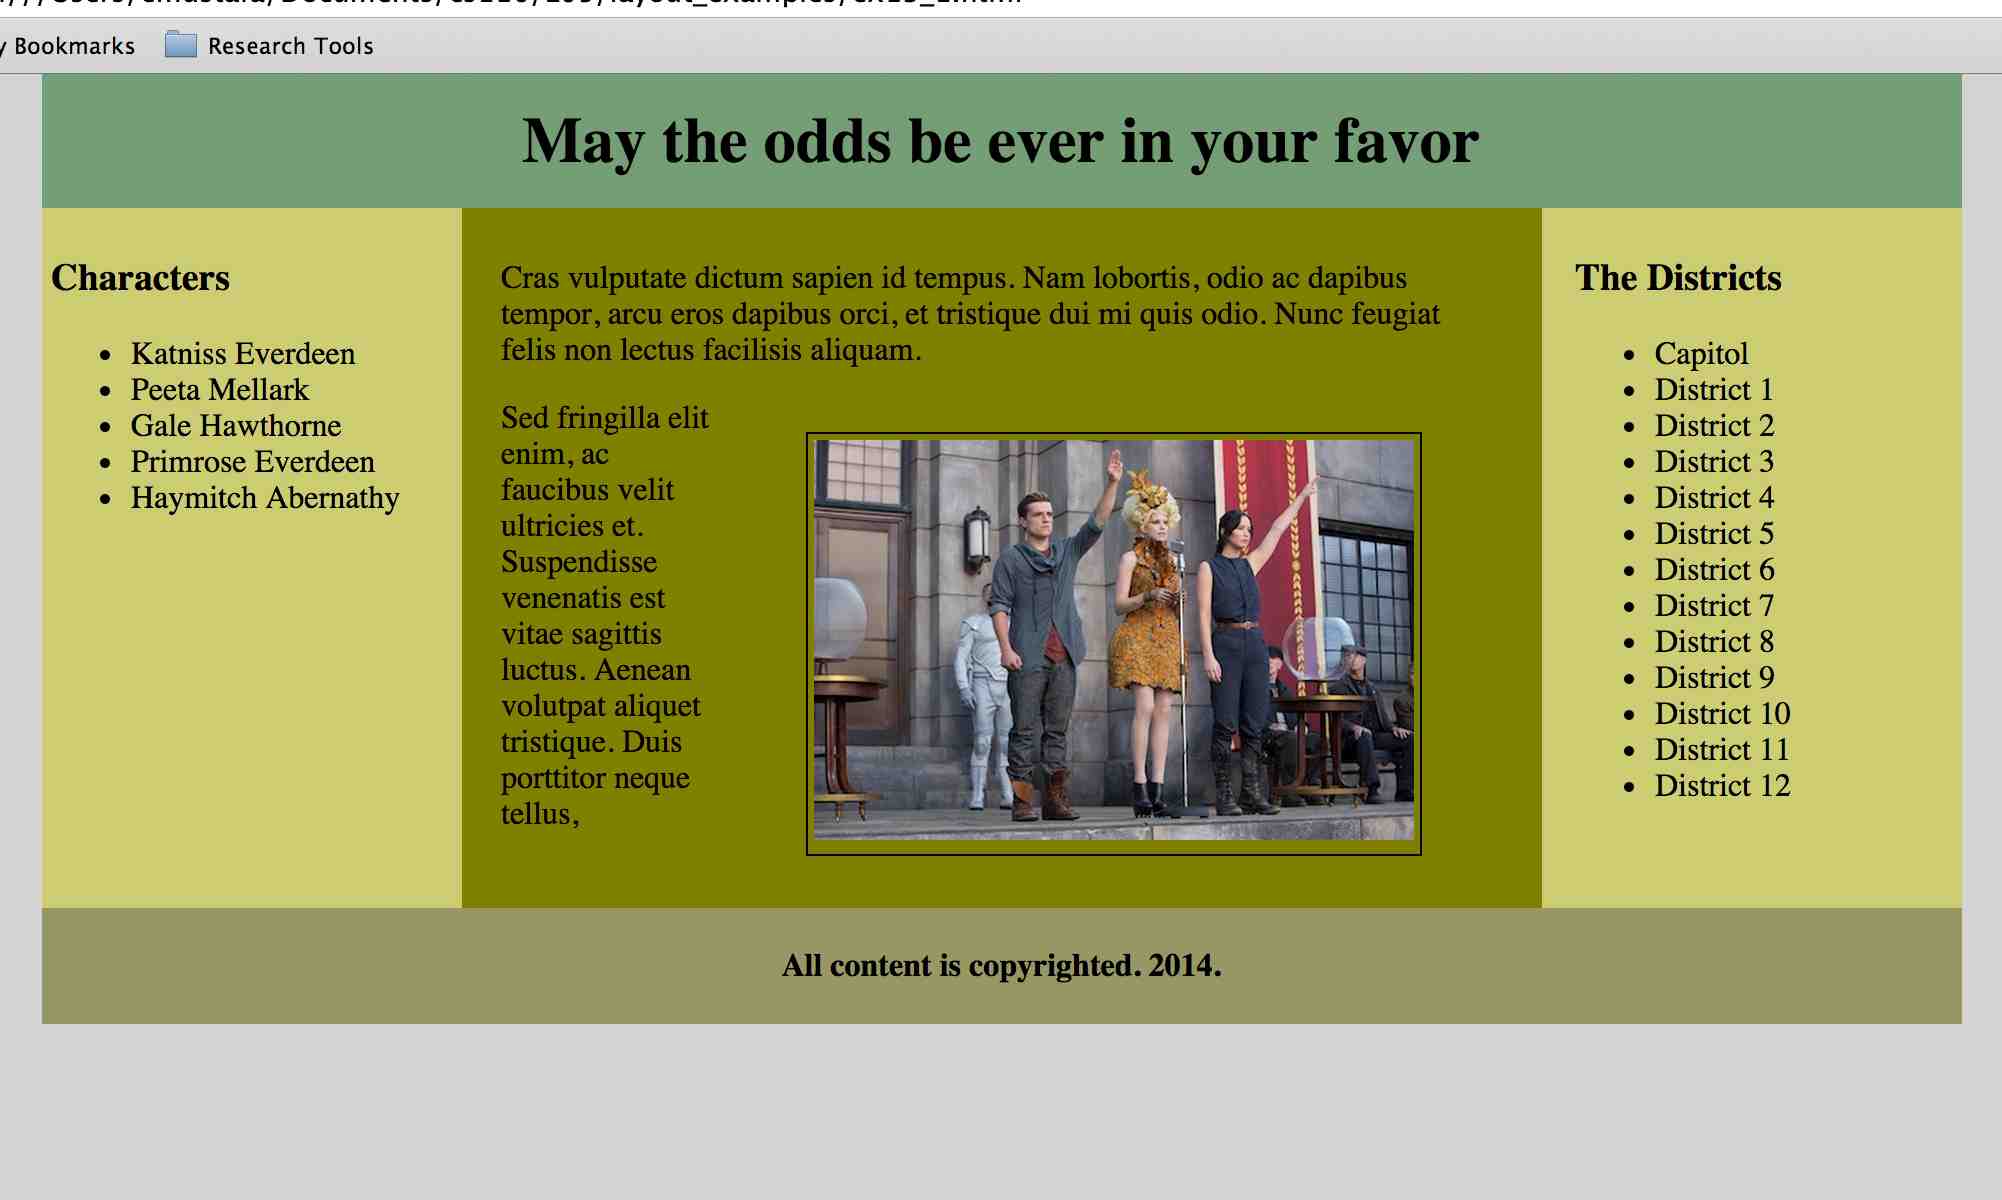 Bookmarks Research Tools
May the odds be ever in your favor
Characters
• Katniss Everdeen
• Peeta Mellark
• Gale Hawthorne
• Primrose Everdeen
• Haymitch Abernathy
Cras vulputate dictum sapien id tempus. Nam lobortis, odio ac dapibus
tempor, arcu eros dapibus orci, et tristique dui mi quis odio. Nunc feugiat
felis non lectus facilisis aliquam.
Sed fringilla elit
enim, ac
faucibus velit
ultricies et.
Suspendisse
venenatis est
vitae sagittis
luctus. Aenean
volutpat aliquet
tristique. Duis
porttitor neque
tellus,
The Districts
• Capitol
• District 1
• District 2
• District 3
• District 4
• District 5
• District 6
• District 7
• District 8
• District 9
• District 10
• District 11
• District 12
All content is copyrighted. 2014.